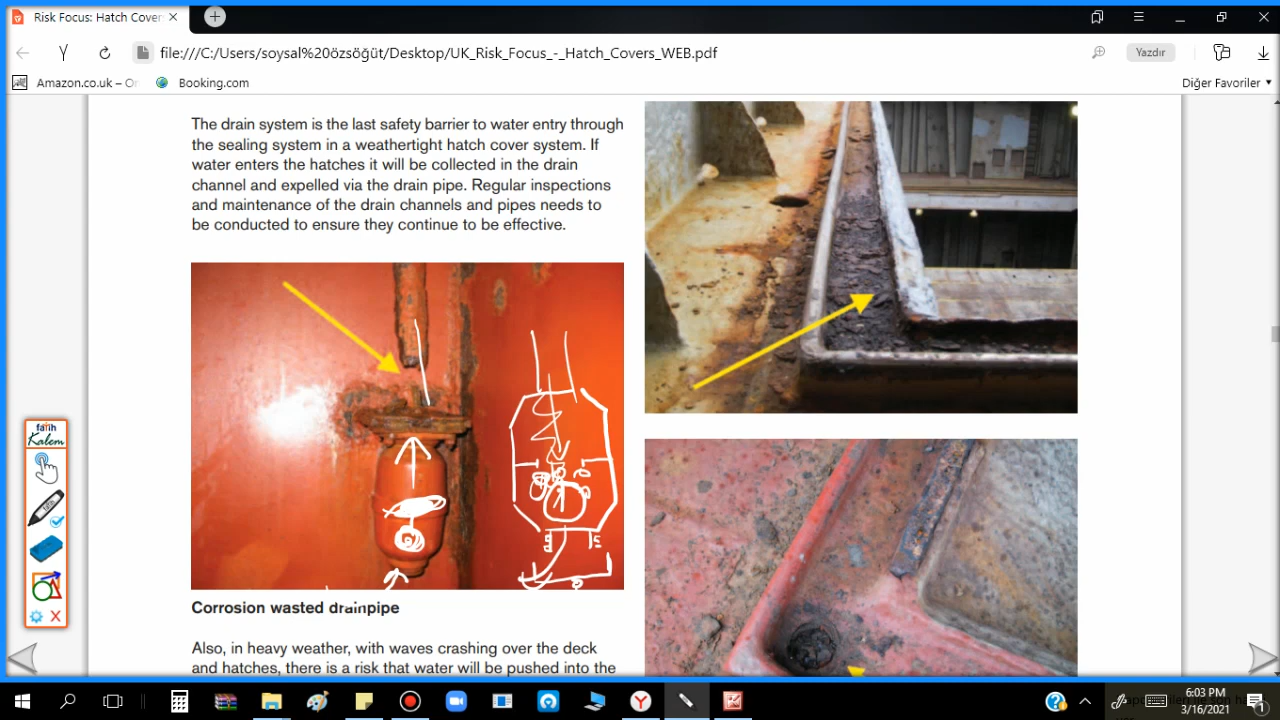 Risk Focus: Hatch Cover
file:///C:/Users/soysal%20özsöğüt/Desktop/UK_Risk_Focus_-_Hatch_Covers_WEB.pdf
Yazdır
Amazon.co.uk – O
Booking.com
Diğer Favoriler
The drain system is the last safety barrier to water entry through
the sealing system in a weathertight hatch cover system. If
water enters the hatches it will be collected in the drain
channel and expelled via the drain pipe. Regular inspections
and maintenance of the drain channels and pipes needs to
be conducted to ensure they continue to be effective.
fatih
Kalem
Corrosion wasted drainpipe
Also, in heavy weather, with waves crashing over the deck
and hatches, there is a risk that water will be pushed into the
6:03 PM
3/16/2021
1